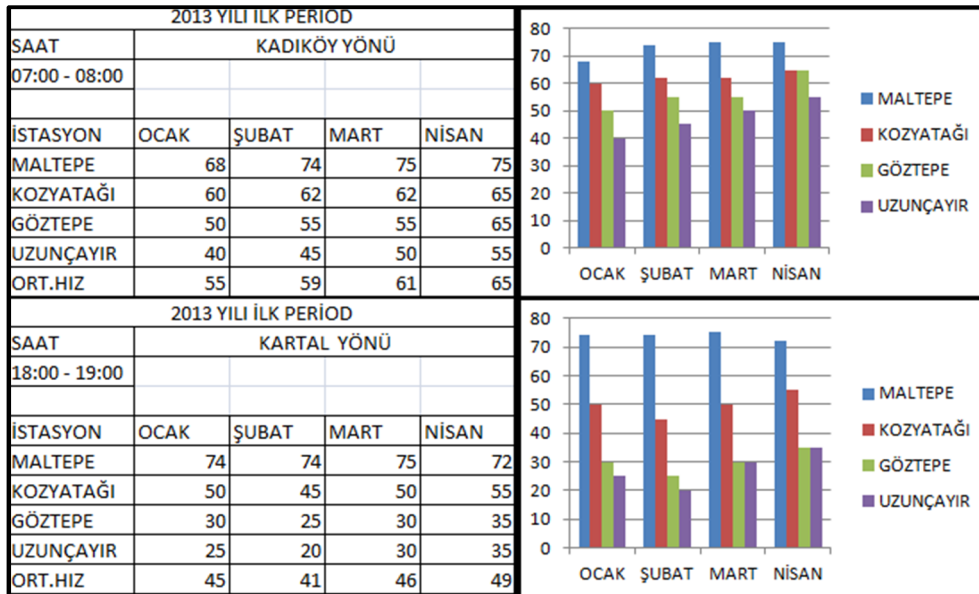 2013 YILI İLK PERİOD
SAAT KADIKÖY YÖNÜ
07:00 - 08:00
İSTASYON OCAK ŞUBAT MART NİSAN
MALTEPE 68 74 75 75
KOZYATAĞI 60 62 62 65
GÖZTEPE 50 55 55 65
UZUNÇAYIR 40 45 50 55
ORT.HIZ 55 59 61 65
80
70
60
50
40
30
20
10
0
OCAK ŞUBAT MART NİSAN
MALTEPE
KOZYATAĞI
GÖZTEPE
UZUNÇAYIR
2013 YILI İLK PERİOD
SAAT KARTAL YÖNÜ
18:00 - 19:00
İSTASYON OCAK ŞUBAT MART NİSAN
MALTEPE 74 74 75 72
KOZYATAĞI 50 45 50 55
GÖZTEPE 30 25 30 35
UZUNÇAYIR 25 20 30 35
ORT.HIZ 45 41 46 49
80
70
60
50
40
30
20
10
0
OCAK ŞUBAT MART NİSAN
MALTEPE
KOZYATAĞI
GÖZTEPE
UZUNÇAYIR